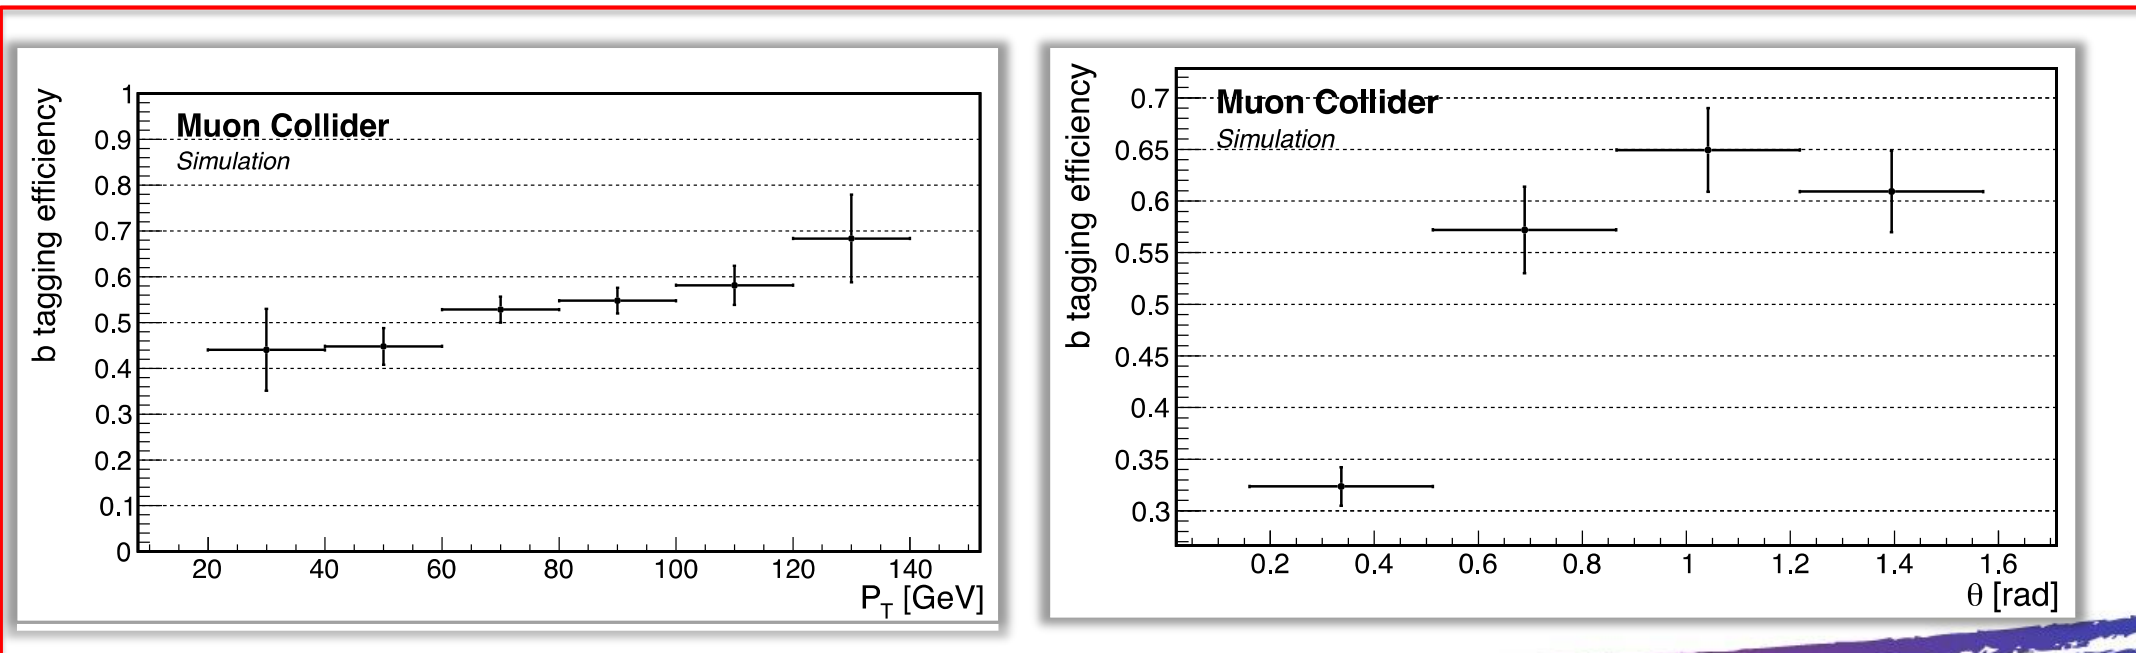 b tagging efficiency
Muon Collider
Simulation
1
0.9
0.8
0.7
0.6
0.5
0.4
0.3
0.2
0.1
0
20 40 60 80 100 120 140
P_T [GeV]
b tagging efficiency
Muon Collider
Simulation
0.7
0.65
0.6
0.55
0.5
0.45
0.4
0.35
0.3
0.2 0.4 0.6 0.8 1 1.2 1.4 1.6
θ [rad]